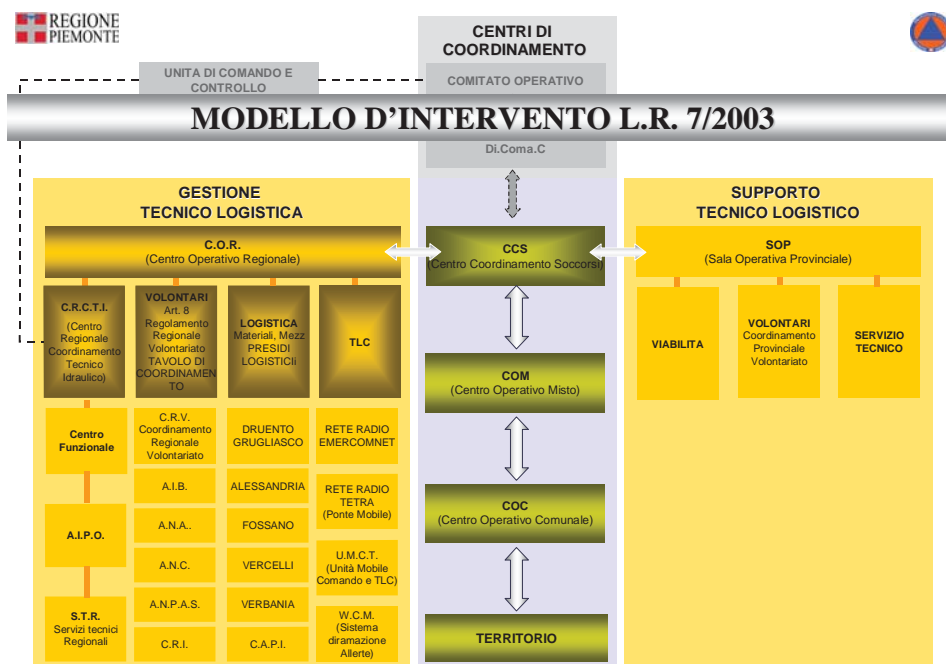 REGIONE
PIEMONTE
CENTRI DI
COORDINAMENTO
UNITA DI COMANDO E
CONTROLLO
COMITATO OPERATIVO
MODELLO D'INTERVENTO L.R. 7/2003
Di.Coma.C
GESTIONE
TECNICO LOGISTICA
SUPPORTO
TECNICO LOGISTICO
C.O.R.
(Centro Operativo Regionale)
CCS
(Centro Coordinamento Soccorsi)
SOP
(Sala Operativa Provinciale)
C.R.C.T.I.
(Centro
Regionale
Coordinamento
Tecnico
Idraulico)
VOLONTARI
Art. 8
Regolamento
Regionale
Volontariato
TAVOLO DI
COORDINAMEN
TO
LOGISTICA
Materiali, Mezz
PRESIDI
LOGISTICIi
TLC
VIABILITA
VOLONTARI
Coordinamento
Provinciale
Volontariato
SERVIZIO
TECNICO
COM
(Centro Operativo Misto)
Centro
Funzionale
C.R.V.
Coordinamento
Regionale
Volontariato
DRUENTO
GRUGLIASCO
RETE RADIO
EMERCOMNET
A.I.B.
ALESSANDRIA
RETE RADIO
TETRA
(Ponte Mobile)
COC
(Centro Operativo Comunale)
A.I.P.O.
A.N.A..
FOSSANO
A.N.C.
VERCELLI
U.M.C.T.
(Unità Mobile
Comando e TLC)
A.N.P.A.S.
VERBANIA
S.T.R.
Servizi tecnici
Regionali
C.R.I.
C.A.P.I.
W.C.M.
(Sistema
diramazione
Allerte)
TERRITORIO